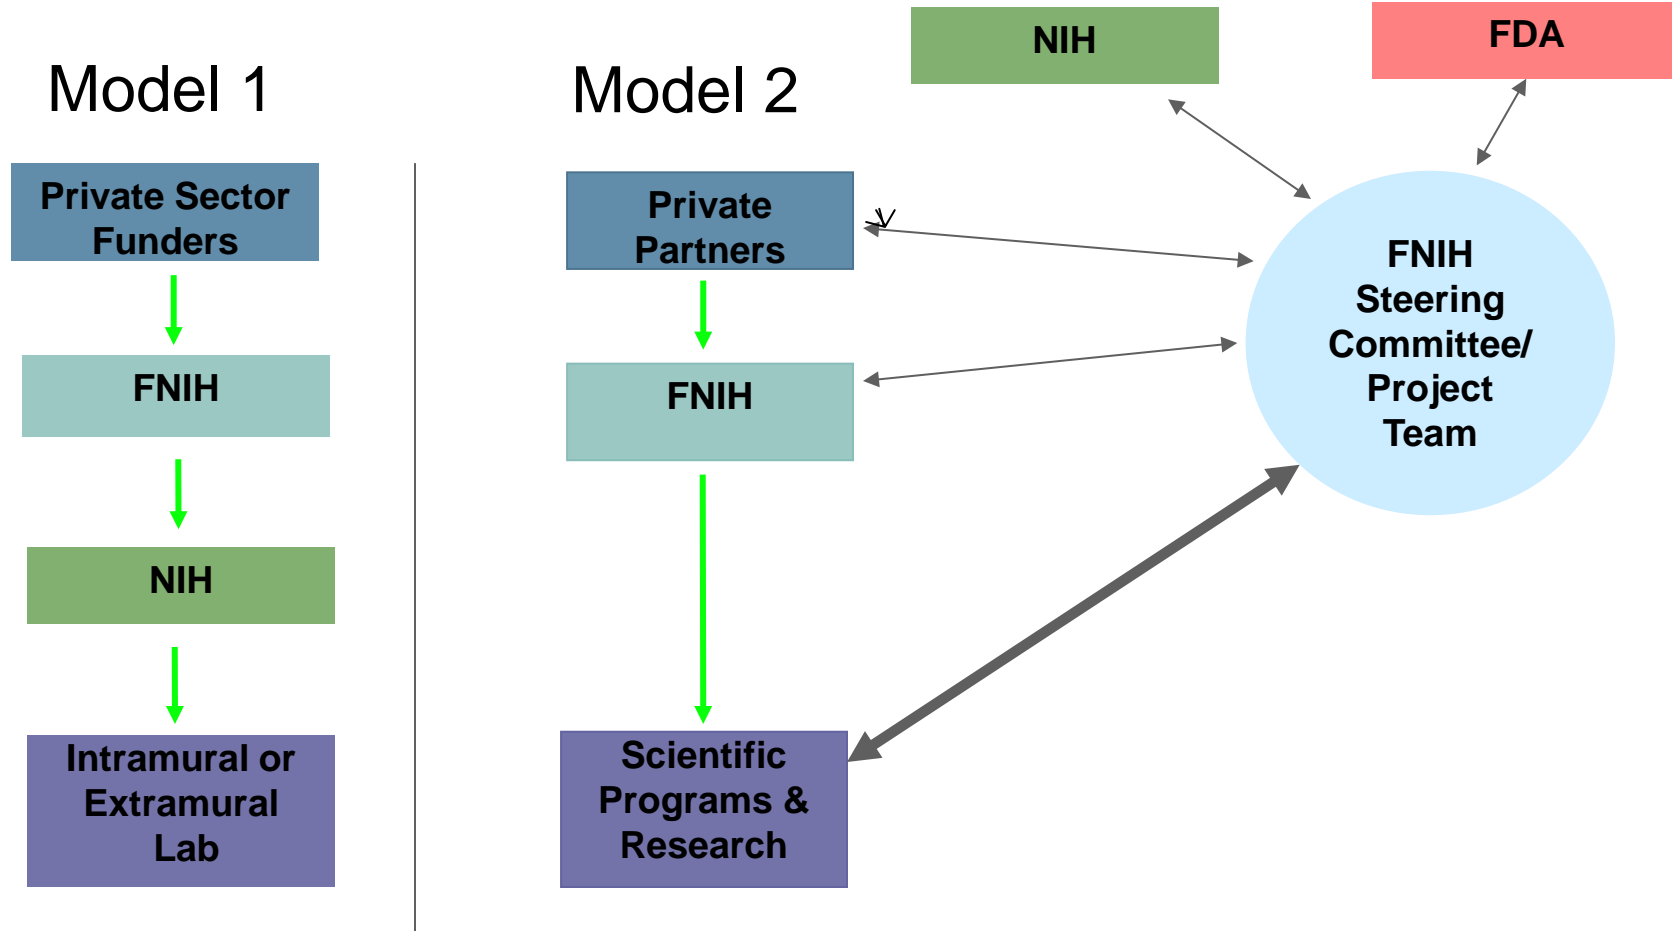 Model 1
Private Sector
Funders
FNIH
NIH
Intramural or
Extramural
Lab
Model 2
Private
Partners
FNIH
Scientific
Programs &
Research
NIH
FDA
FNIH
Steering
Committee/
Project
Team